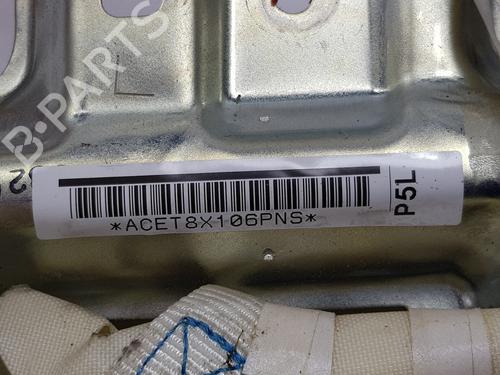 B-PARTS
L
*ACET8X106PNS*
P5L